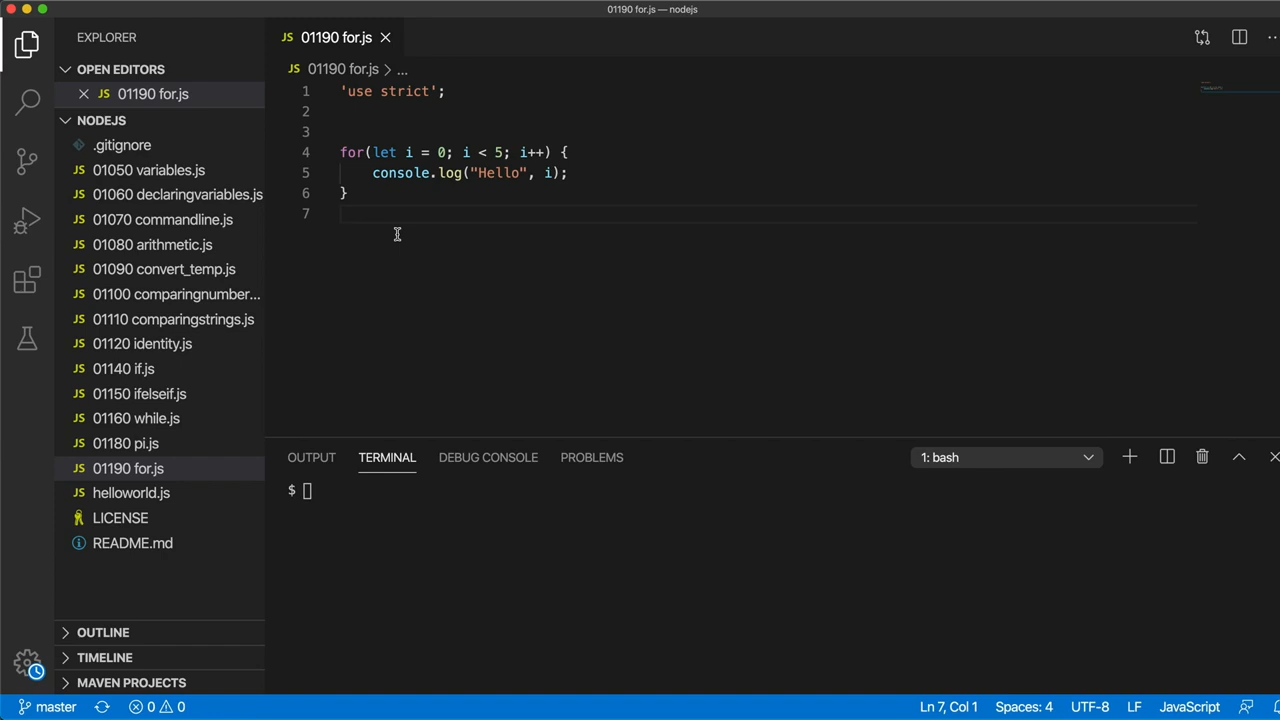 01190 for.js — nodejs
EXPLORER
OPEN EDITORS
JS 01190 for.js
NODEJS
.gitignore
JS 01050 variables.js
JS 01060 declaringvariables.js
JS 01070 commandline.js
JS 01080 arithmetic.js
JS 01090 convert_temp.js
JS 01100 comparingnumber...
JS 01110 comparingstrings.js
JS 01120 identity.js
JS 01140 if.js
JS 01150 ifelseif.js
JS 01160 while.js
JS 01180 pi.js
JS 01190 for.js
JS helloworld.js
LICENSE
README.md
OUTLINE
TIMELINE
MAVEN PROJECTS
JS 01190 for.js
JS 01190 for.js > ...
1 'use strict';
2
3
4 for(let i = 0; i < 5; i++) {
5 console.log("Hello", i);
6 }
7
OUTPUT TERMINAL DEBUG CONSOLE PROBLEMS 1: bash
$
master 0 0 Ln 7, Col 1 Spaces: 4 UTF-8 LF JavaScript